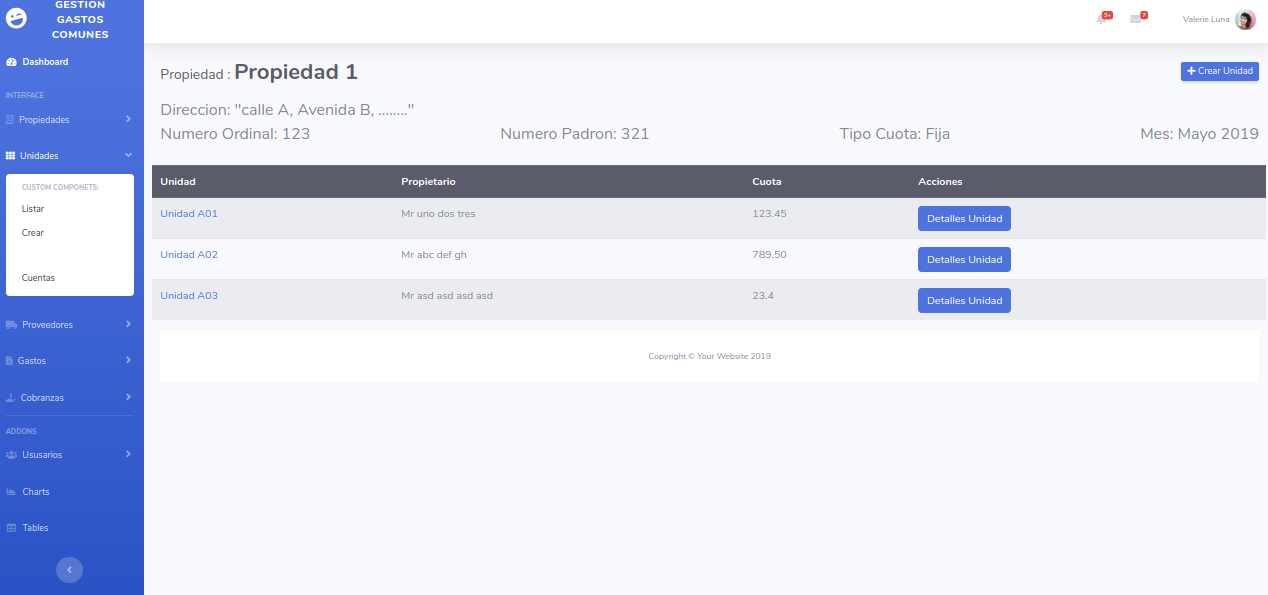 GESTION
GASTOS
COMUNES
Dashboard
INTERFACE
Propiedades
Unidades
CUSTOM COMPONETS:
Listar
Crear
Cuentas
Proveedores
Gastos
Cobranzas
ADDONS
Ususarios
Charts
Tables
3+
7
Valerie Luna
Propiedad : Propiedad 1
Crear Unidad
Direccion: "calle A, Avenida B, ........"
Numero Ordinal: 123 Numero Padron: 321 Tipo Cuota: Fija Mes: Mayo 2019
Unidad Propietario Cuota Acciones
Unidad A01 Mr uno dos tres 123.45 Detalles Unidad
Unidad A02 Mr abc def gh 789.50 Detalles Unidad
Unidad A03 Mr asd asd asd asd 23.4 Detalles Unidad
Copyright © Your Website 2019